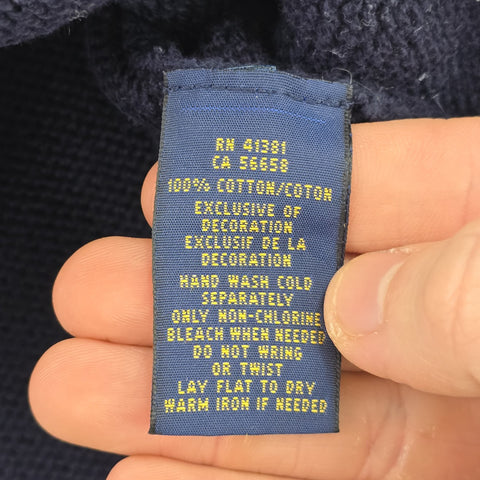 RN 41381
CA 56658
100% COTTON/COTON
EXCLUSIVE OF
DECORATION
EXCLUSIF DE LA
DECORATION
HAND WASH COLD
SEPARATELY
ONLY NON-CHLORINE
BLEACH WHEN NEEDED
DO NOT WRING
OR TWIST
LAY FLAT TO DRY
WARM IRON IF NEEDED